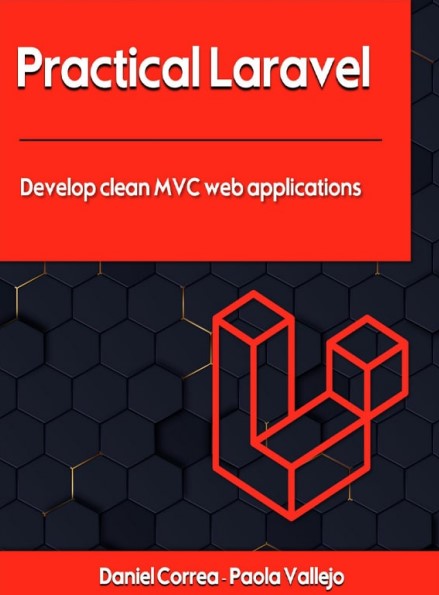 Practical Laravel
Develop clean MVC web applications
Daniel Correa - Paola Vallejo